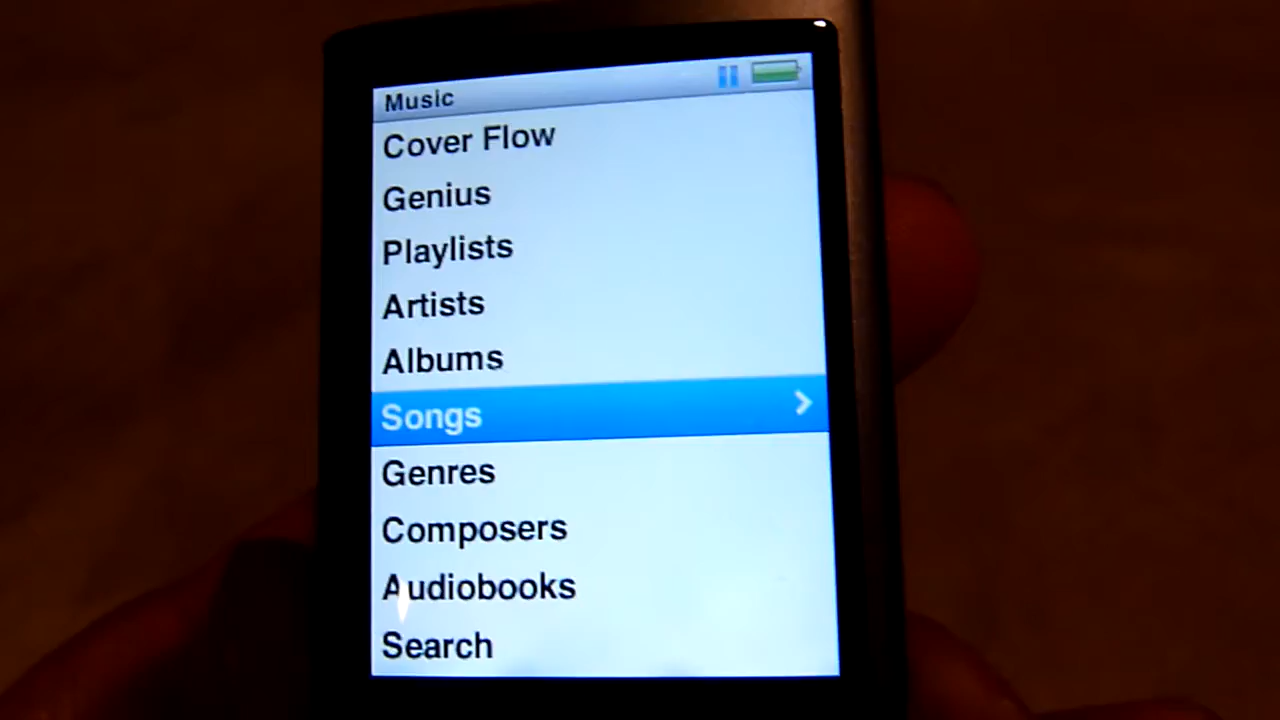 Music
Cover Flow
Genius
Playlists
Artists
Albums
Songs
Genres
Composers
Audiobooks
Search